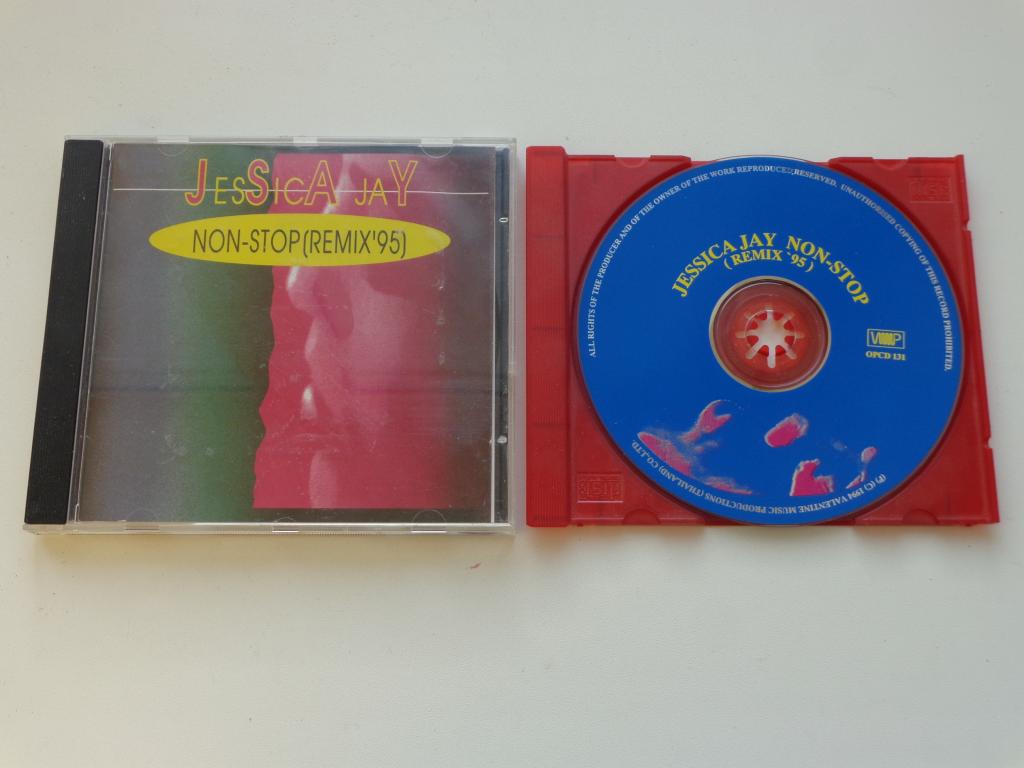 JESSICA JAY
NON-STOP(REMIX'95)
ALL RIGHTS OF THE PRODUCER AND OF THE OWNER OF THE WORK REPRODUCED RESERVED. UNAUTHORISED COPYING OF THIS RECORD PROHIBITED.
JESSICA JAY NON-STOP
(REMIX '95)
VMP
OPCD 131
(P) (C) 1994 VALENTINE MUSIC PRODUCTIONS (THAILAND) CO.,LTD.